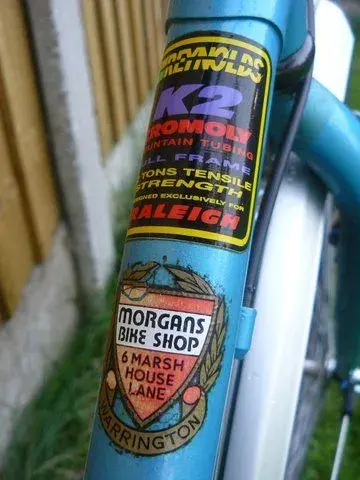 REYNOLDS
K2
CROMOLY
MOUNTAIN TUBING
FULL FRAME
TONS TENSILE
STRENGTH
DESIGNED EXCLUSIVELY FOR
RALEIGH
MORGANS
BIKE SHOP
6 MARSH
HOUSE
LANE
WARRINGTON